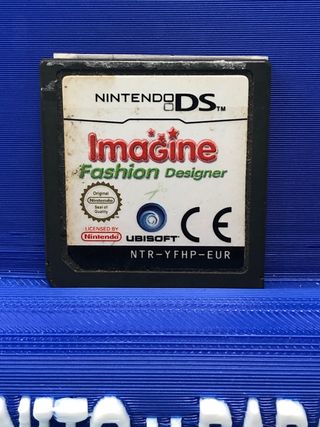 NINTENDO DS™
Imagine
Fashion Designer
Original
Nintendo
Seal of
Quality
LICENSED BY
Nintendo
UBISOFT
CE
NTR-YFHP-EUR